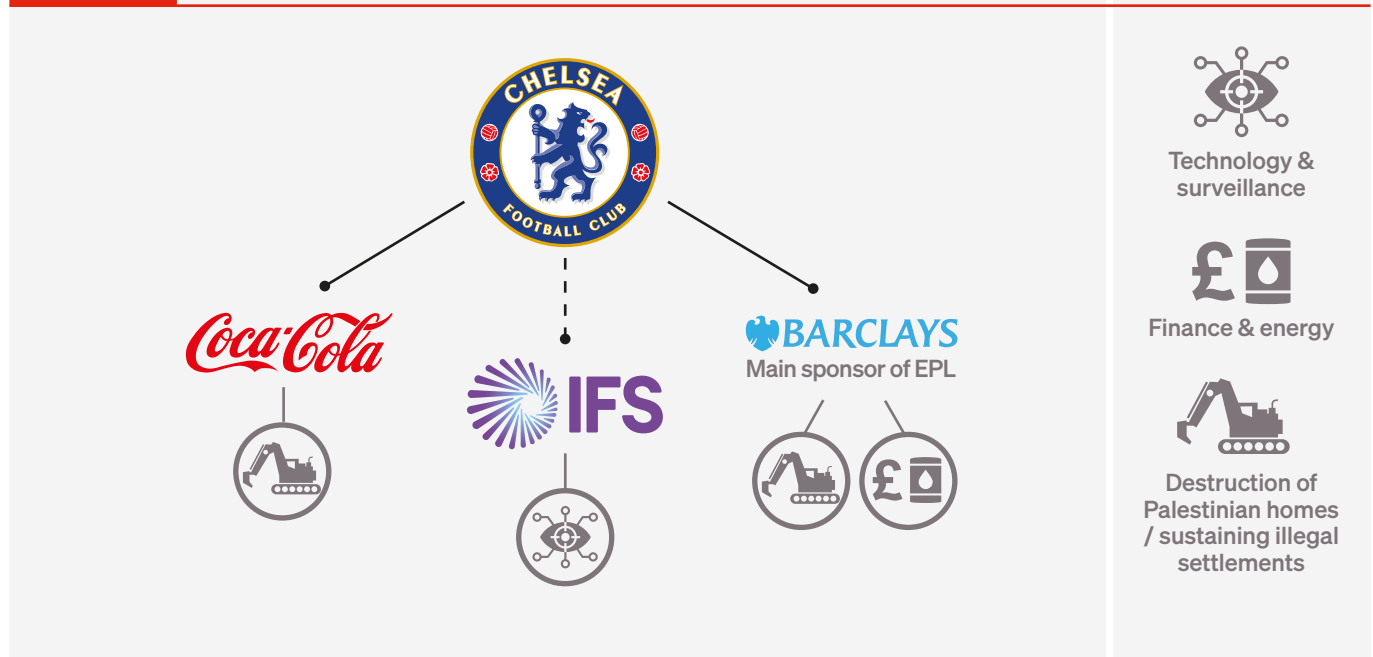 CHELSEA
FOOTBALL CLUB
Coca-Cola
IFS
BARCLAYS
Main sponsor of EPL
£
Technology &
surveillance
£
Finance & energy
Destruction of
Palestinian homes
/ sustaining illegal
settlements